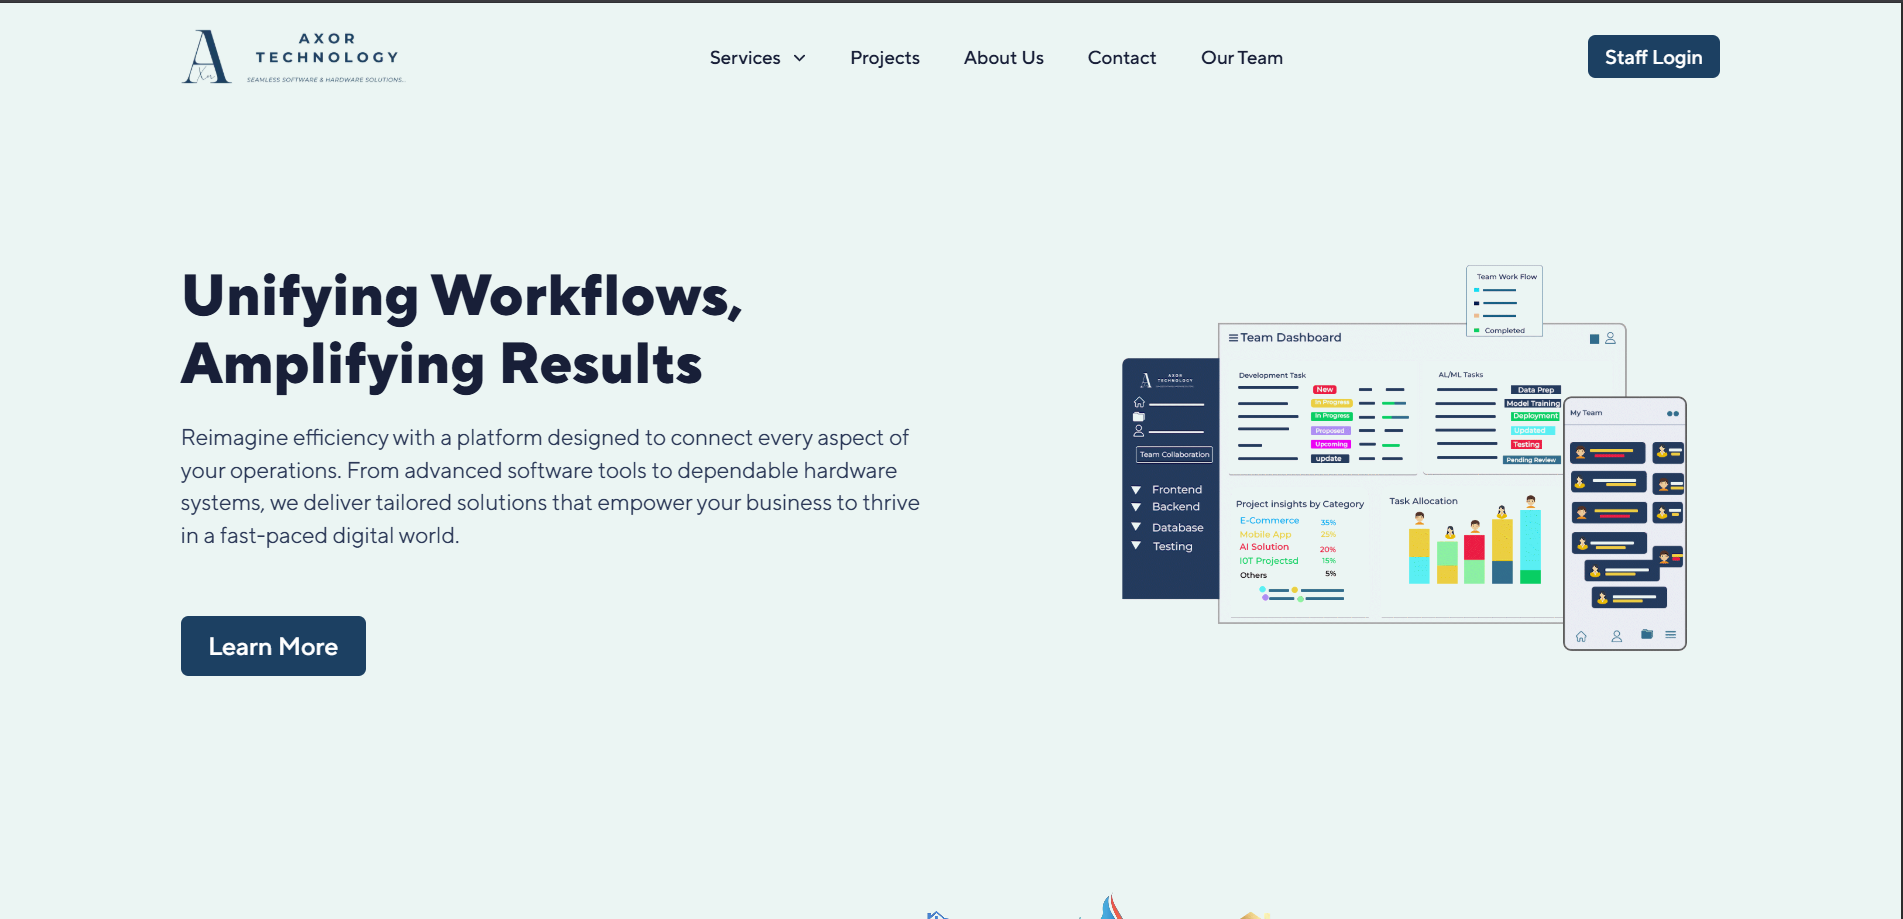 AXOR
TECHNOLOGY
Xn
SEAMLESS SOFTWARE & HARDWARE SOLUTIONS..
Services
Projects
About Us
Contact
Our Team
Staff Login
Unifying Workflows,
Amplifying Results
Reimagine efficiency with a platform designed to connect every aspect of
your operations. From advanced software tools to dependable hardware
systems, we deliver tailored solutions that empower your business to thrive
in a fast-paced digital world.
Learn More
Team Work Flow
Completed
Team Dashboard
AXOR
TECHNOLOGY
Team Collaboration
Frontend
Backend
Database
Testing
Development Task
New
In Progress
In Progress
Proposed
Upcoming
update
AL/ML Tasks
Data Prep
Model Training
Deployment
Updated
Testing
Pending Review
Project insights by Category
E-Commerce 35%
Mobile App 25%
AI Solution 20%
IOT Projectsd 15%
Others 5%
Task Allocation
My Team